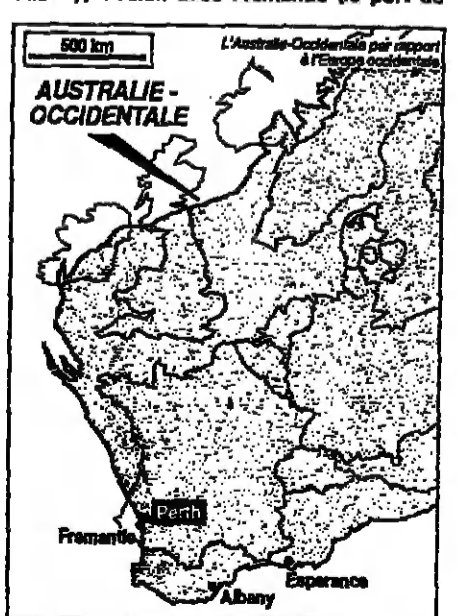 500 km
L'Australie-Occidentale par rapport
à l'Europe occidentale
AUSTRALIE -
OCCIDENTALE
Perth
Fremantle
Esperance
Albany